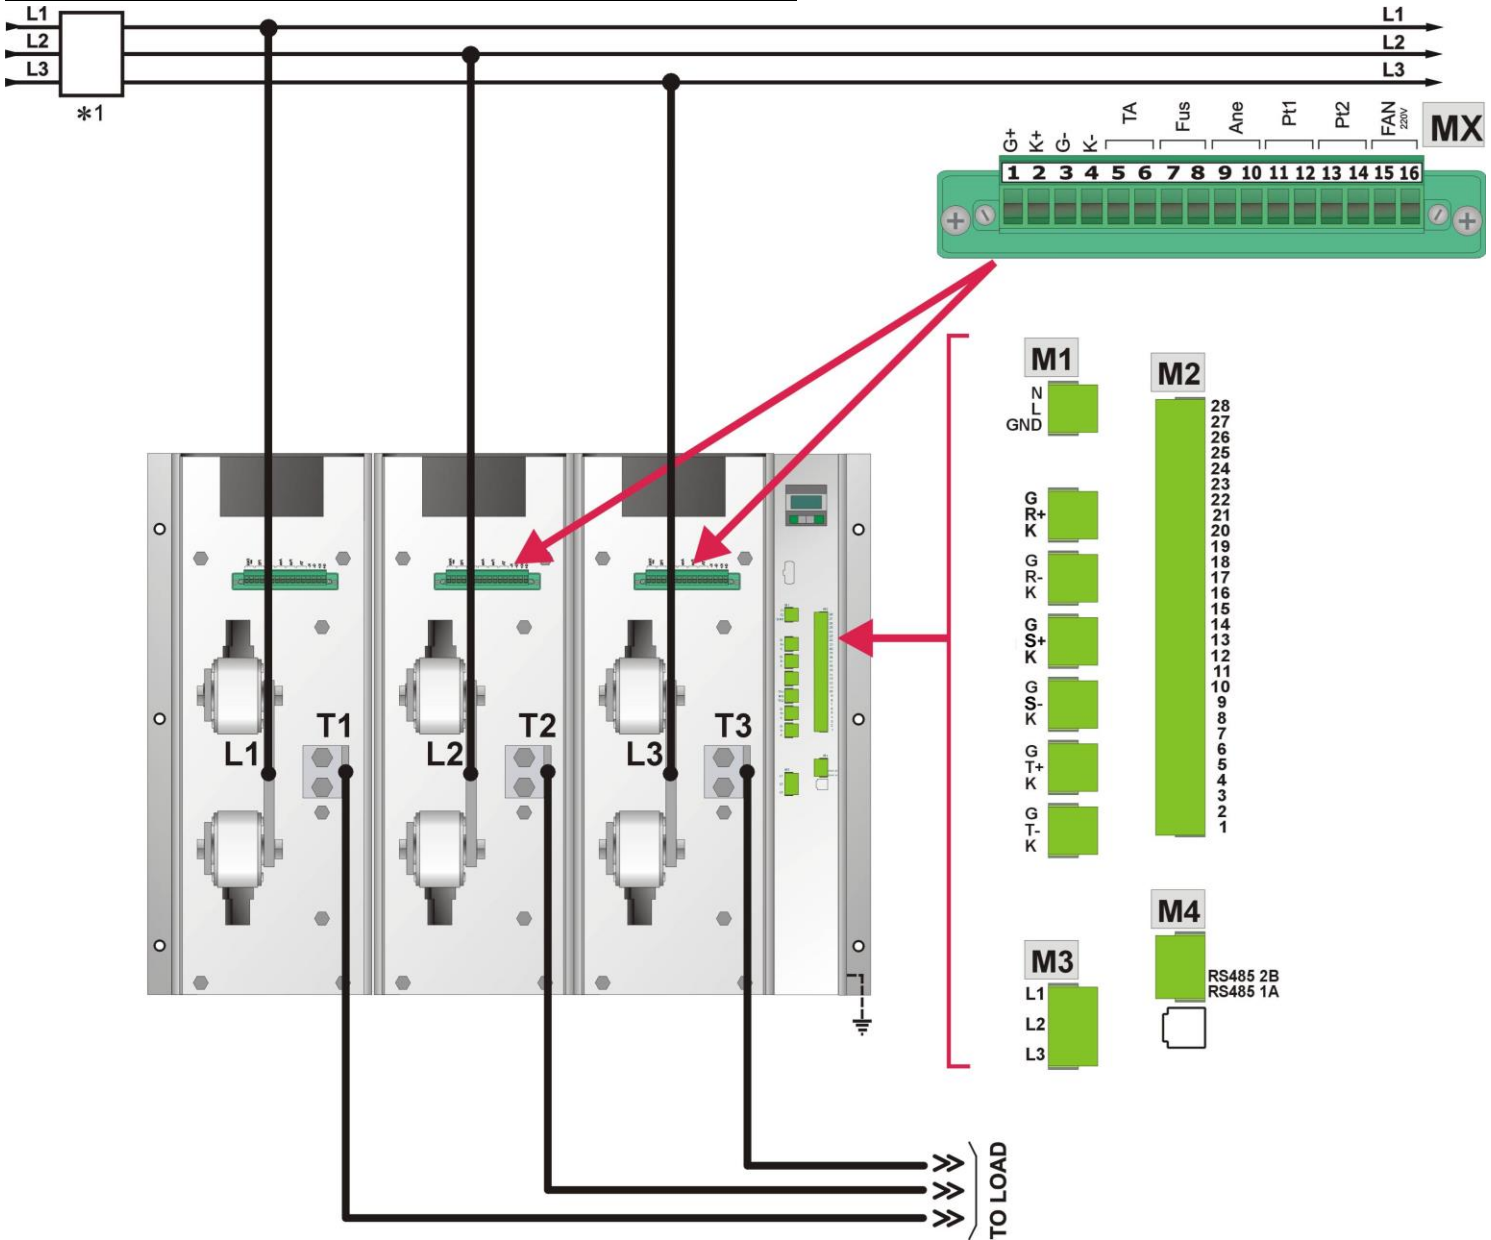 L1
L2
L3
*1
L1
L2
L3
G+ K+ G- K- TA Fus Ane Pt1 Pt2 FAN 220V
MX
1 2 3 4 5 6 7 8 9 10 11 12 13 14 15 16
M1
N
L
GND
G
R+
K
G
R-
K
G
S+
K
G
S-
K
G
T+
K
G
T-
K
M2
28
27
26
25
24
23
22
21
20
19
18
17
16
15
14
13
12
11
10
9
8
7
6
5
4
3
2
1
L1 T1
L2 T2
L3 T3
M3
L1
L2
L3
M4
RS485 2B
RS485 1A
TO LOAD